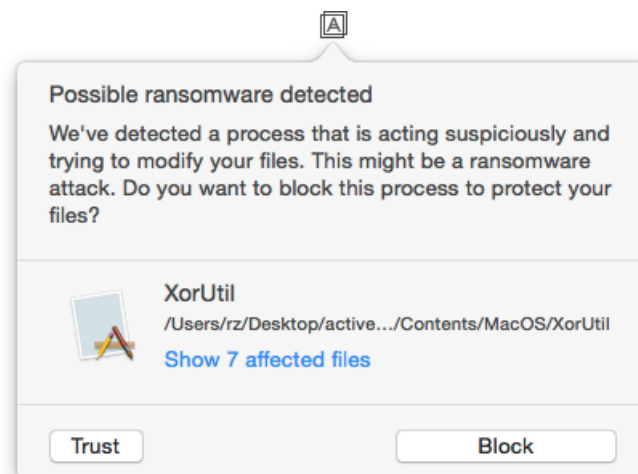 Possible ransomware detected
We've detected a process that is acting suspiciously and
trying to modify your files. This might be a ransomware
attack. Do you want to block this process to protect your
files?
XorUtil
/Users/rz/Desktop/active.../Contents/MacOS/XorUtil
Show 7 affected files
Trust
Block